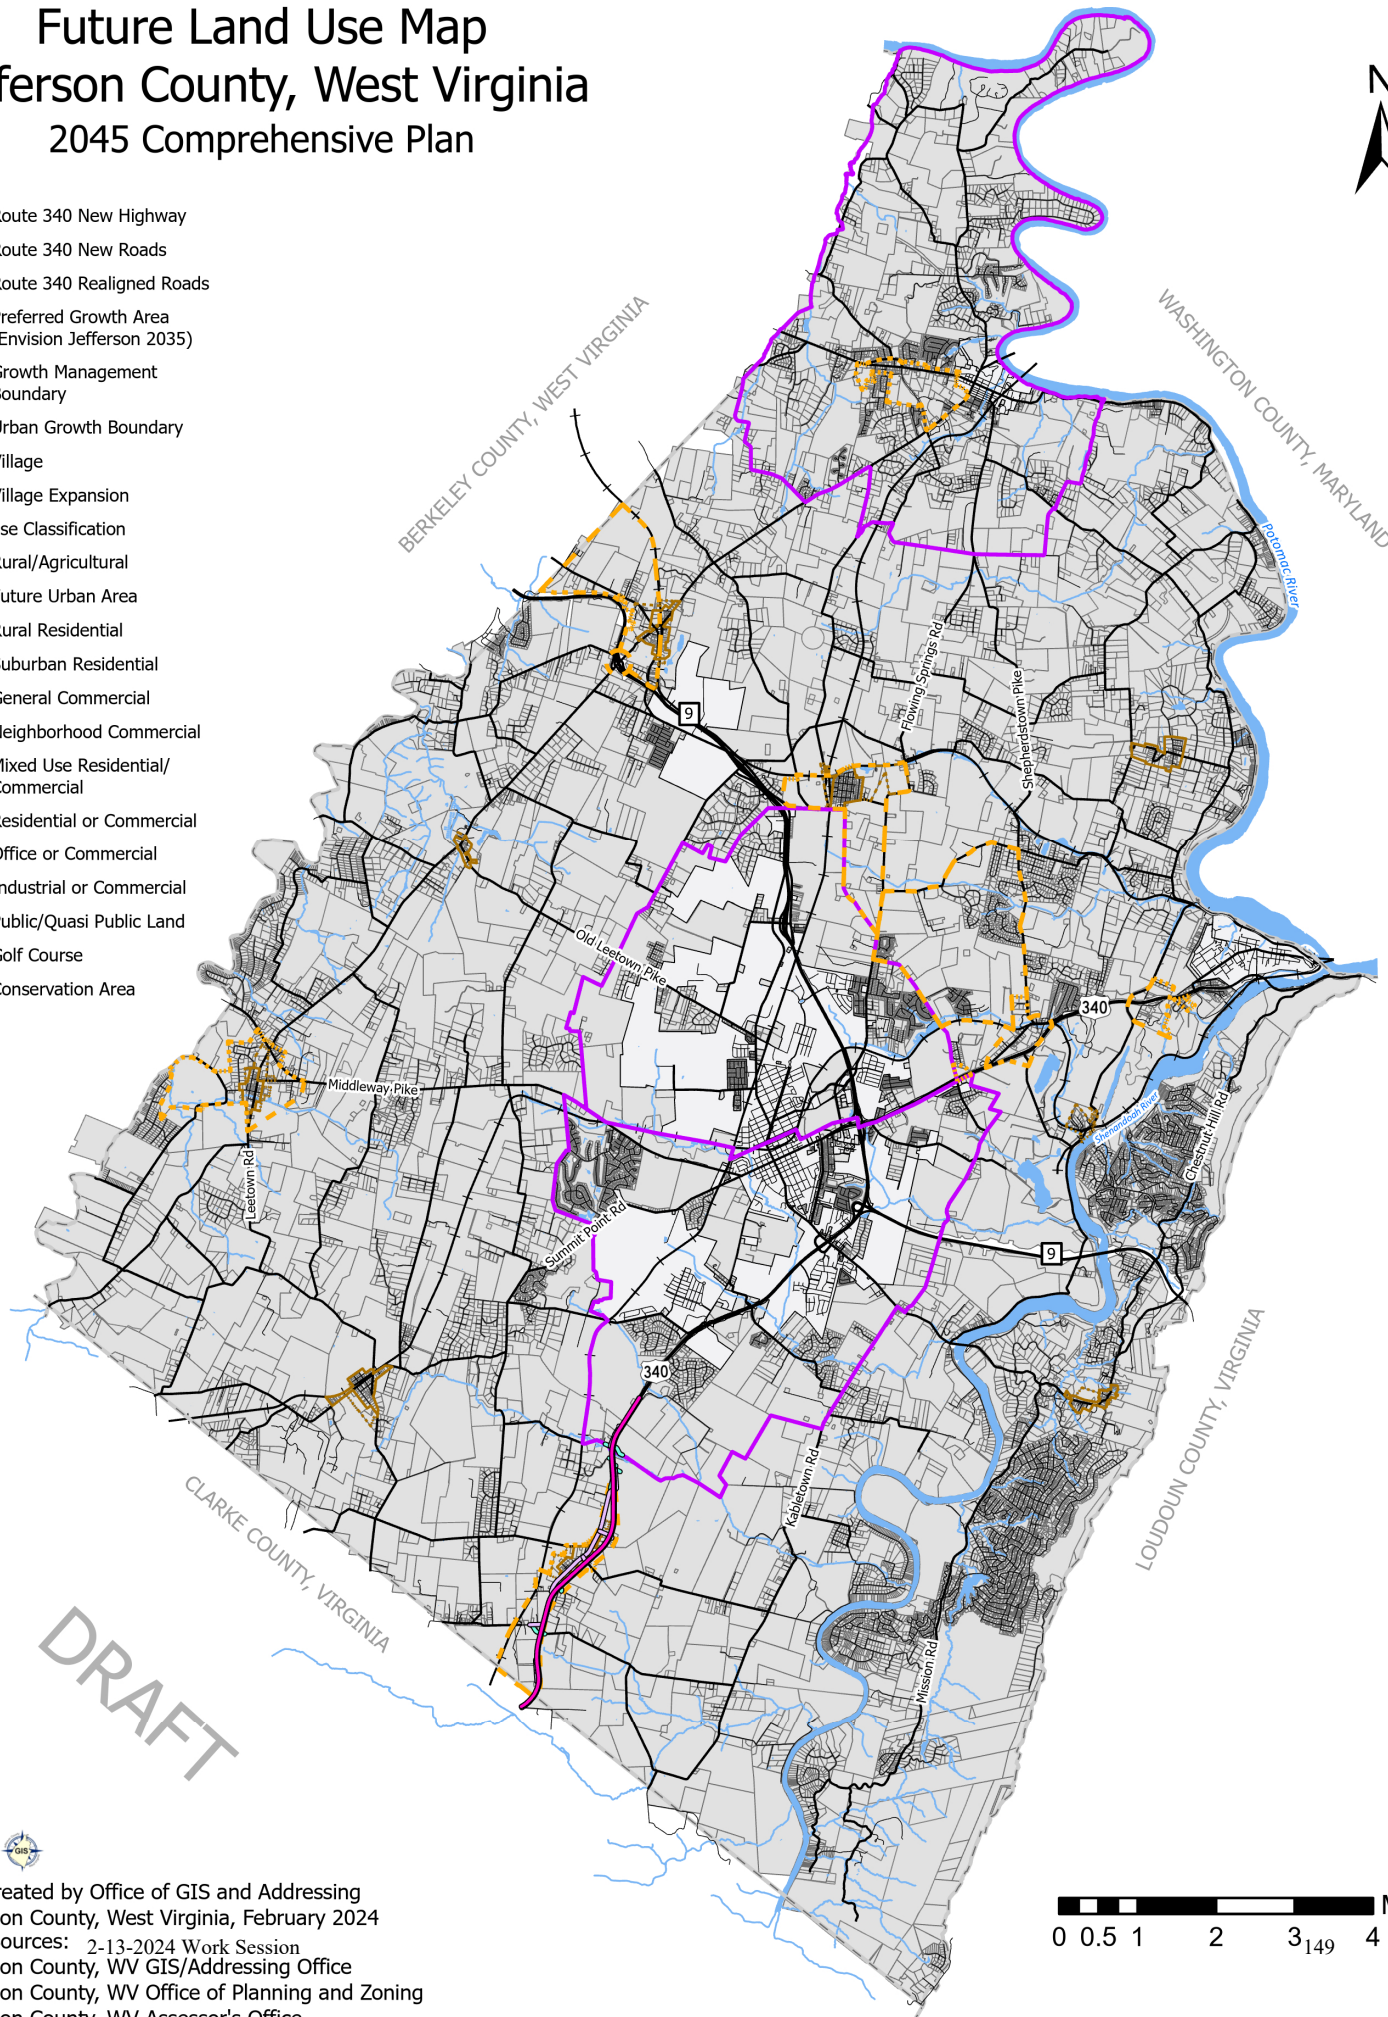 Future Land Use Map
ferson County, West Virginia
2045 Comprehensive Plan
N
oute 340 New Highway
oute 340 New Roads
oute 340 Realigned Roads
referred Growth Area
Envision Jefferson 2035)
rowth Management
oundary
rban Growth Boundary
illage
illage Expansion
se Classification
ural/Agricultural
uture Urban Area
ural Residential
uburban Residential
eneral Commercial
eighborhood Commercial
ixed Use Residential/
ommercial
esidential or Commercial
ffice or Commercial
ndustrial or Commercial
ublic/Quasi Public Land
olf Course
onservation Area
BERKELEY COUNTY, WEST VIRGINIA
WASHINGTON COUNTY, MARYLAND
Potomac River
Flowing Springs Rd
Shepherdstown Pike
9
Old Leetown Pike
340
Middleway Pike
Shenandoah River
Chestnut Hill Rd
Leetown Rd
Summit Point Rd
9
340
Kabletown Rd
LOUDOUN COUNTY, VIRGINIA
CLARKE COUNTY, VIRGINIA
Mission Rd
DRAFT
GIS
reated by Office of GIS and Addressing
on County, West Virginia, February 2024
ources:
2-13-2024 Work Session
on County, WV GIS/Addressing Office
on County, WV Office of Planning and Zoning
on County, WV Assessor's Office
0 0.5 1 2 3 4
149